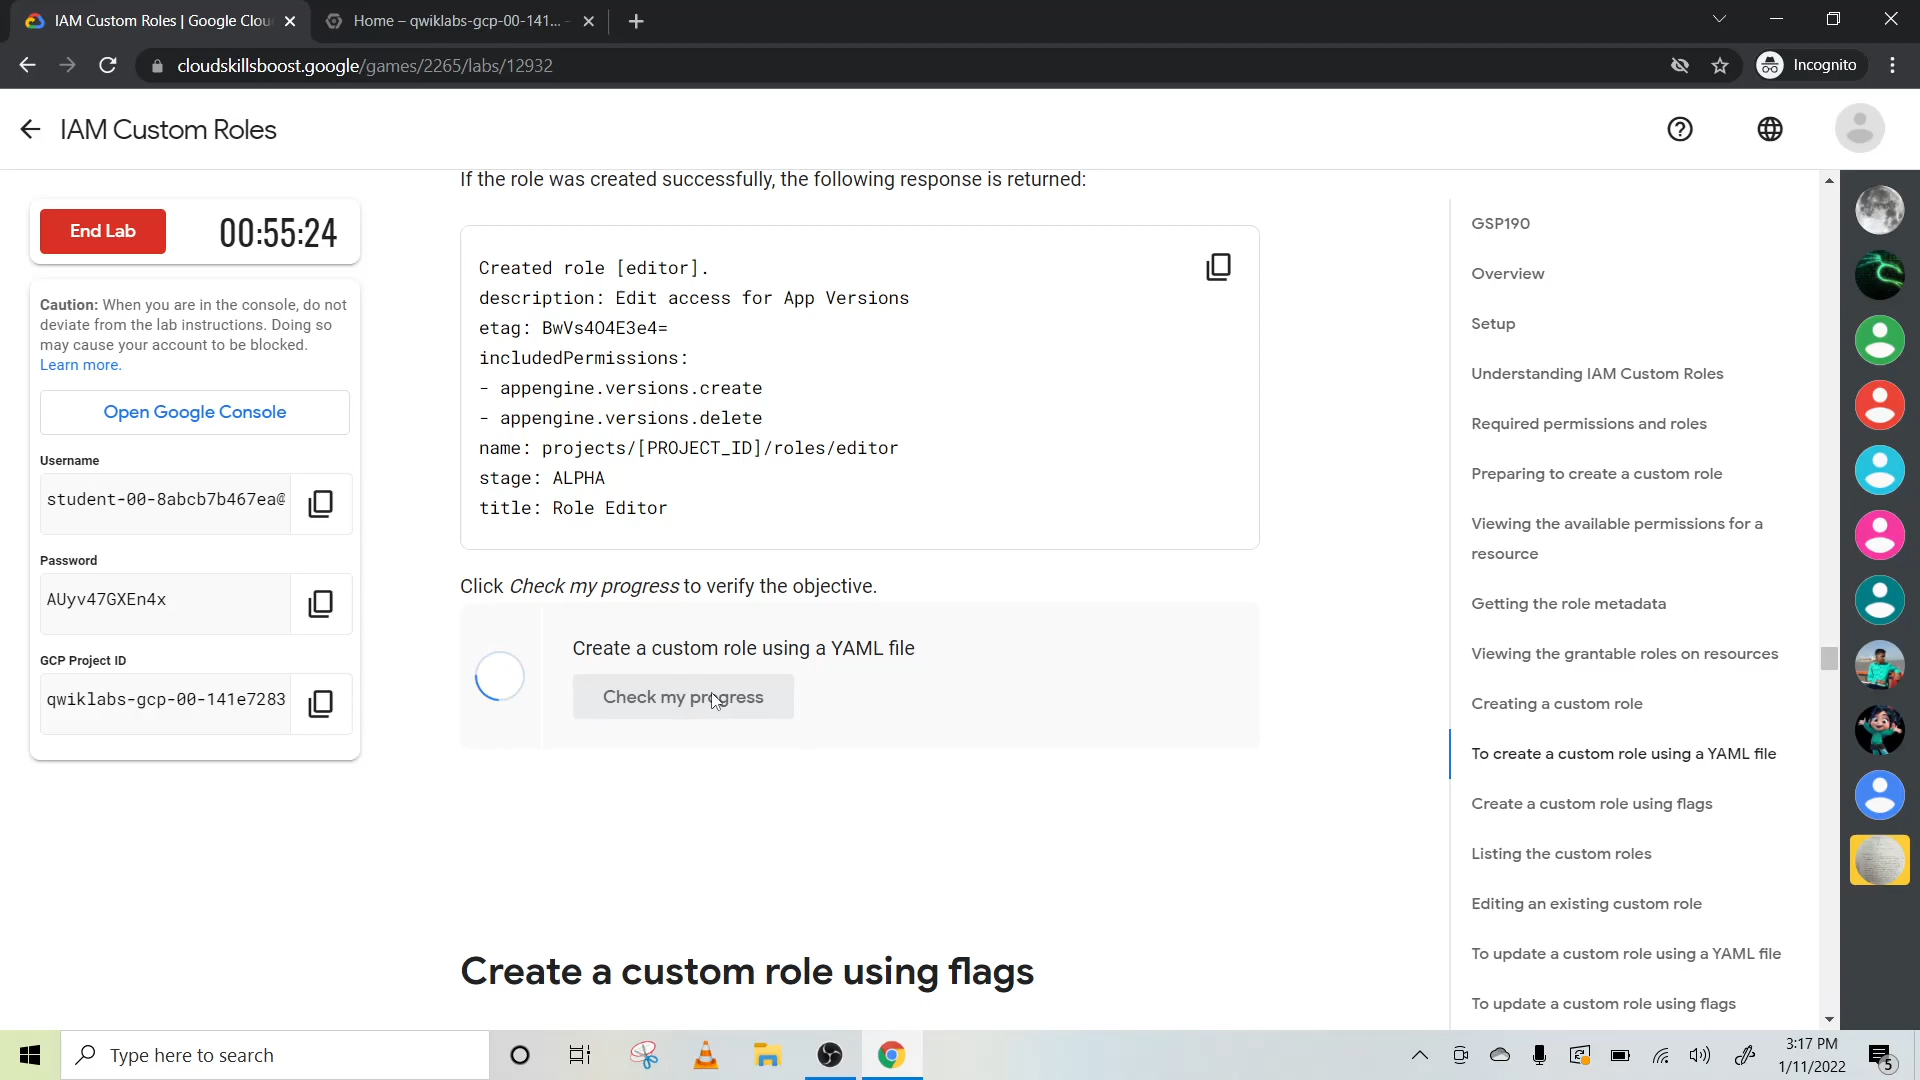 IAM Custom Roles | Google Clou
Home – qwiklabs-gcp-00-141...
cloudskillsboost.google/games/2265/labs/12932
Incognito
IAM Custom Roles
End Lab
00:55:24
Caution: When you are in the console, do not
deviate from the lab instructions. Doing so
may cause your account to be blocked.
Learn more.
Open Google Console
Username
student-00-8abcb7b467ea@
Password
AUyv47GXEn4x
GCP Project ID
qwiklabs-gcp-00-141e7283
If the role was created successfully, the following response is returned:
Created role [editor].
description: Edit access for App Versions
etag: BwVs4O4E3e4=
includedPermissions:
- appengine.versions.create
- appengine.versions.delete
name: projects/[PROJECT_ID]/roles/editor
stage: ALPHA
title: Role Editor
Click Check my progress to verify the objective.
Create a custom role using a YAML file
Check my progress
Create a custom role using flags
GSP190
Overview
Setup
Understanding IAM Custom Roles
Required permissions and roles
Preparing to create a custom role
Viewing the available permissions for a
resource
Getting the role metadata
Viewing the grantable roles on resources
Creating a custom role
To create a custom role using a YAML file
Create a custom role using flags
Listing the custom roles
Editing an existing custom role
To update a custom role using a YAML file
To update a custom role using flags
Type here to search
3:17 PM
1/11/2022
5